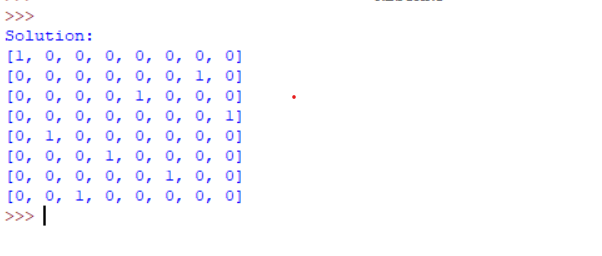 >>>
Solution:
[1, 0, 0, 0, 0, 0, 0, 0]
[0, 0, 0, 0, 0, 0, 1, 0]
[0, 0, 0, 0, 1, 0, 0, 0]
[0, 0, 0, 0, 0, 0, 0, 1]
[0, 1, 0, 0, 0, 0, 0, 0]
[0, 0, 0, 1, 0, 0, 0, 0]
[0, 0, 0, 0, 0, 1, 0, 0]
[0, 0, 1, 0, 0, 0, 0, 0]
>>>